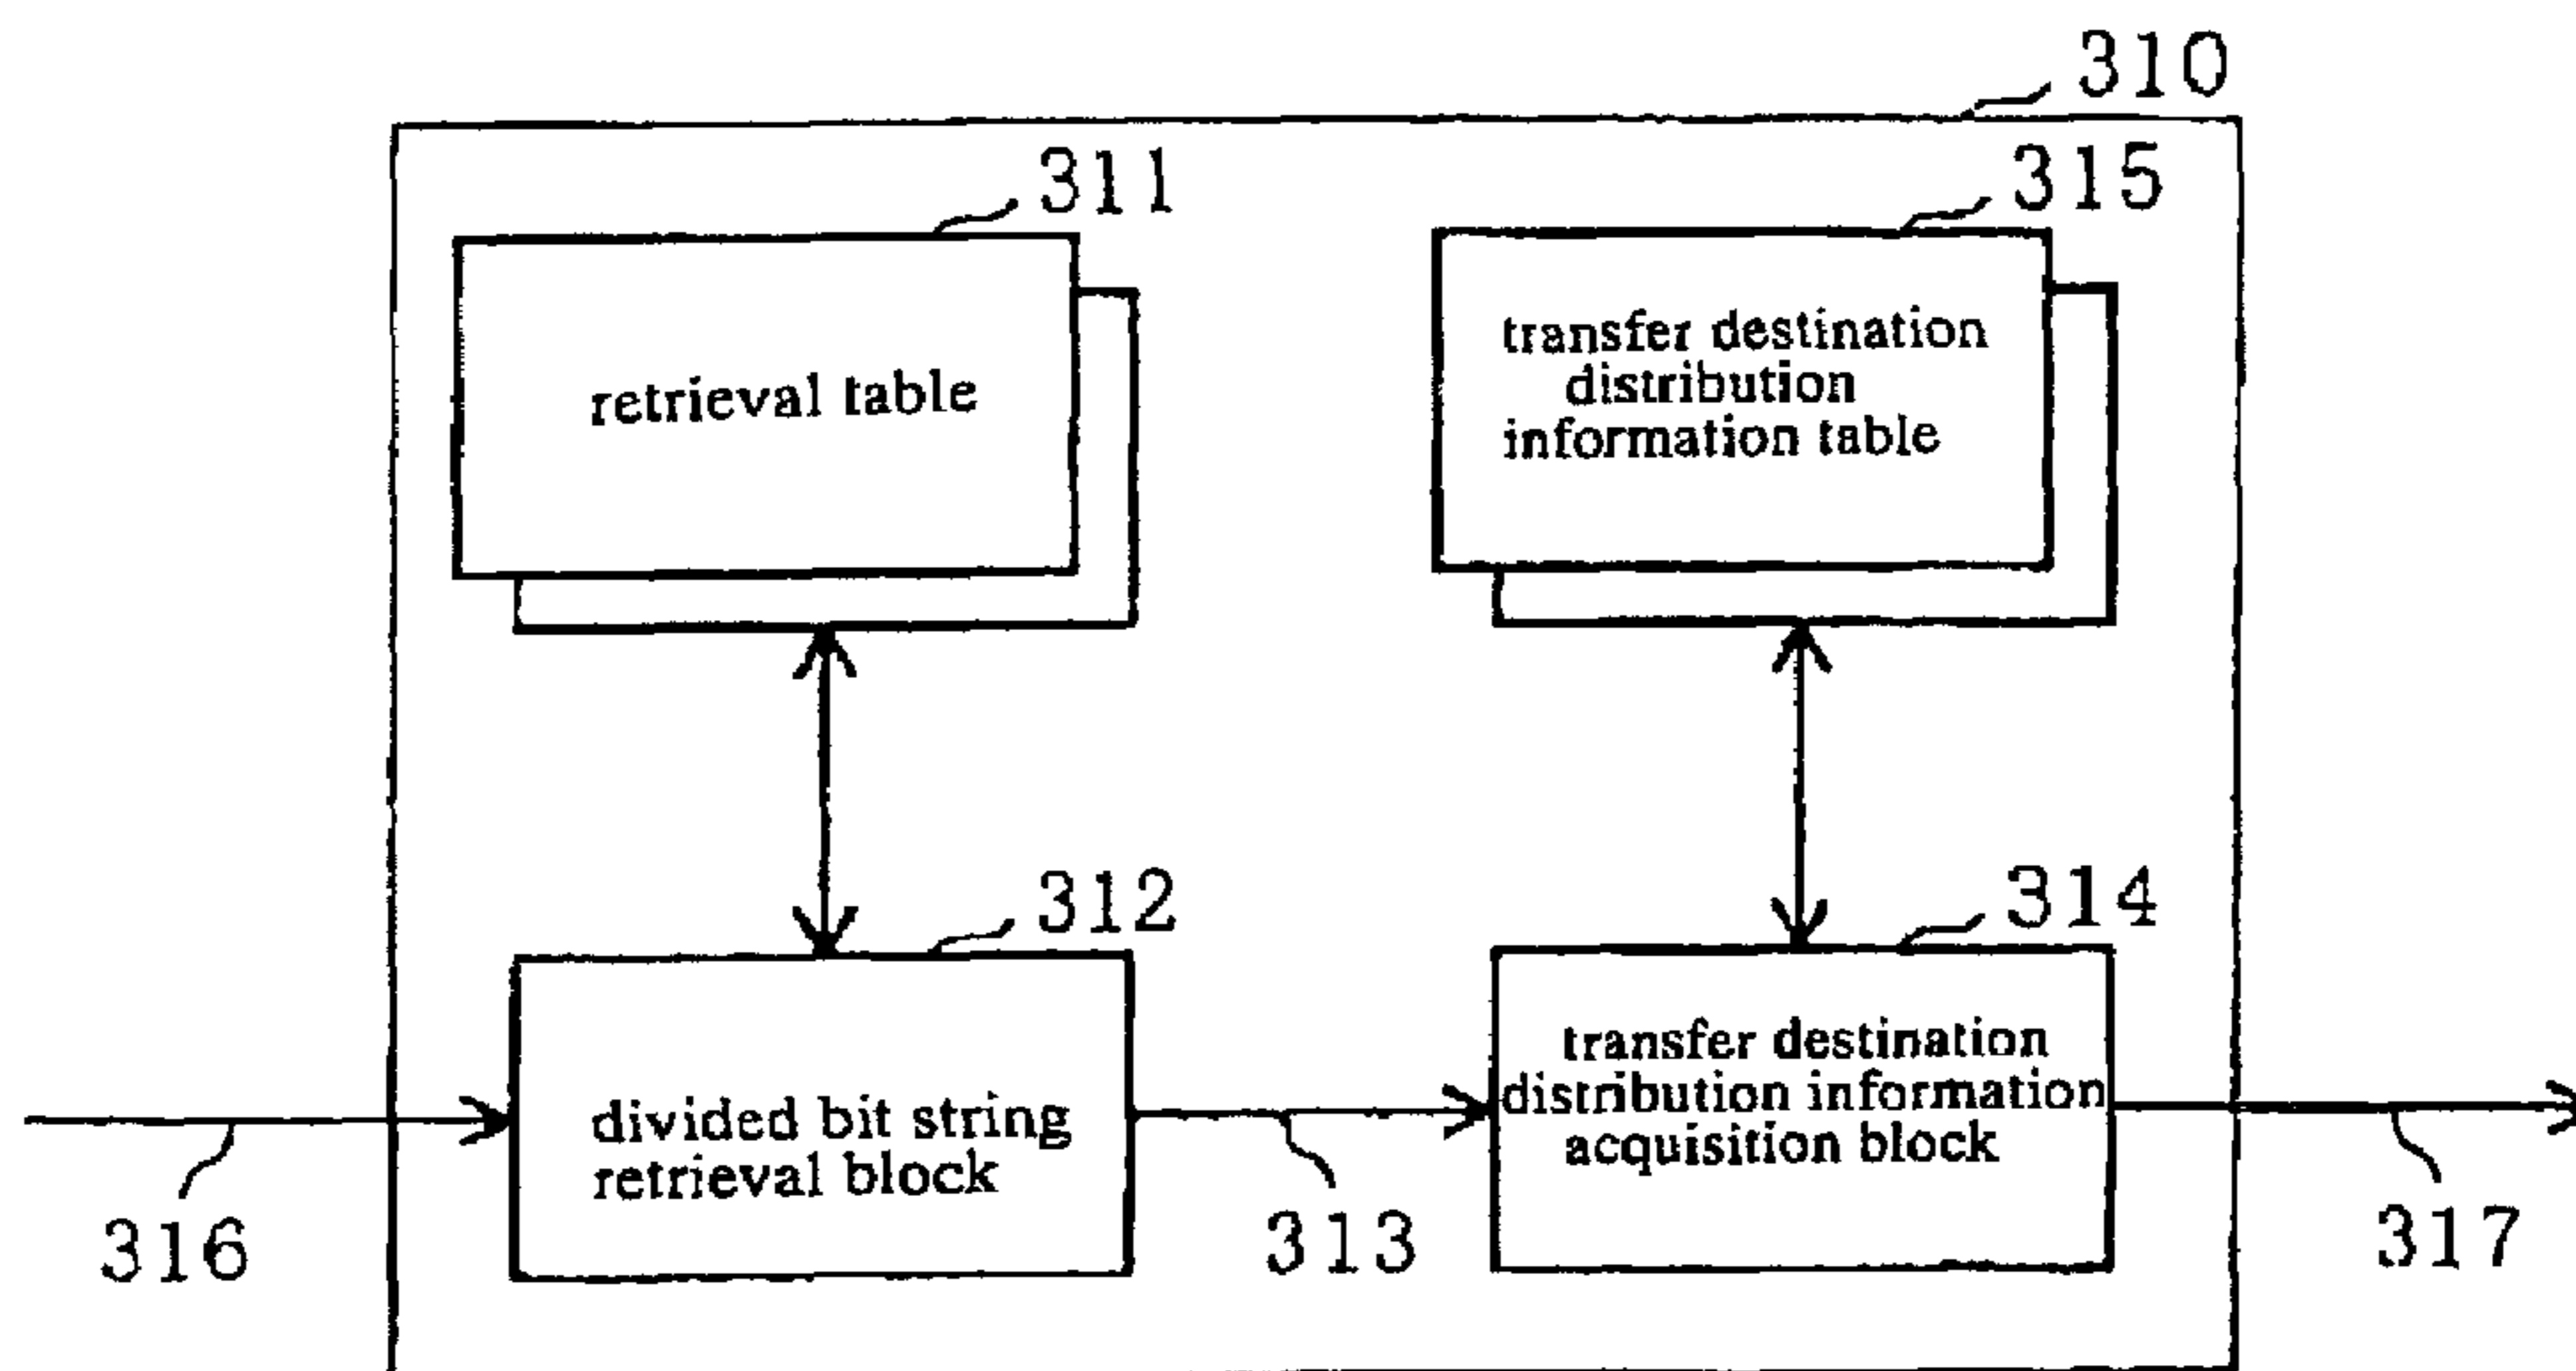 310
311
315
retrieval table
transfer destination
distribution
information table
312
314
divided bit string
retrieval block
transfer destination
distribution information
acquisition block
316
313
317